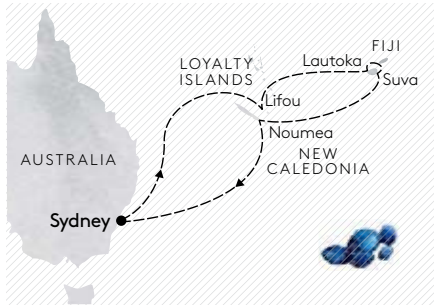 FIJI
Lautoka
Suva
LOYALTY
ISLANDS
Lifou
Noumea
NEW
CALEDONIA
AUSTRALIA
Sydney